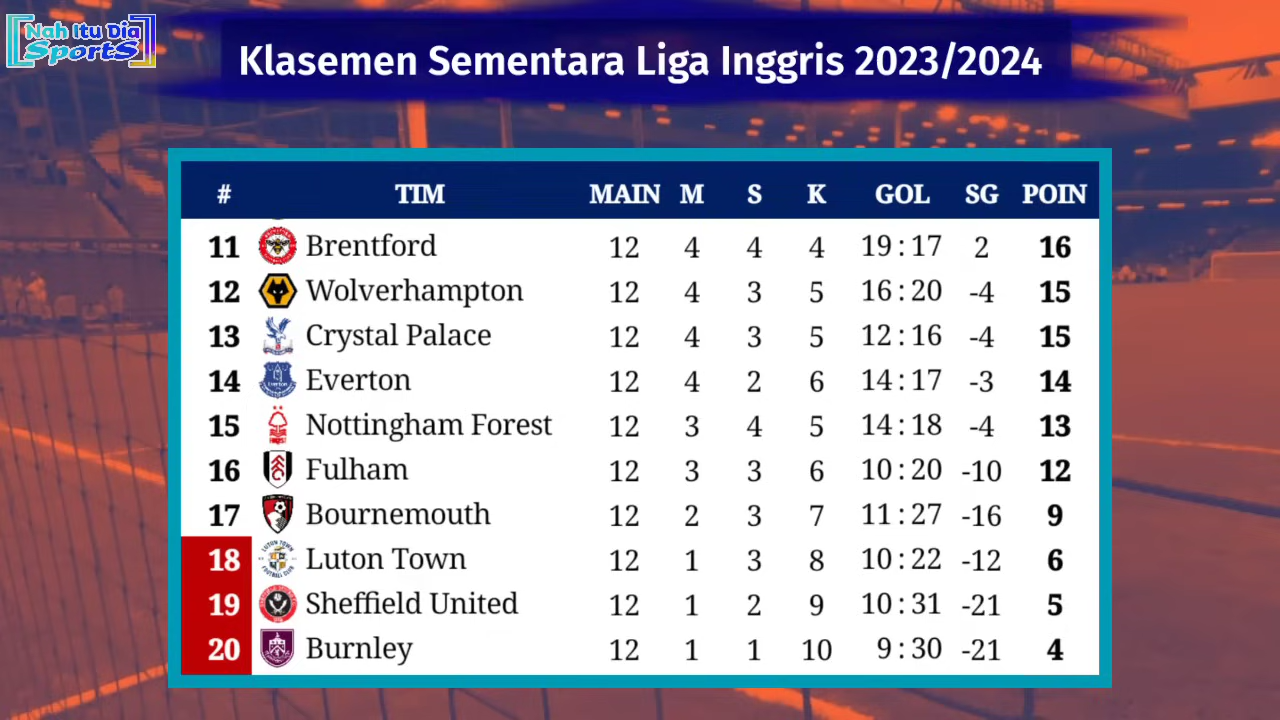 Nah Itu Dia
Sports
Klasemen Sementara Liga Inggris 2023/2024
# TIM MAIN M S K GOL SG POIN
11 Brentford 12 4 4 4 19:17 2 16
12 Wolverhampton 12 4 3 5 16:20 -4 15
13 Crystal Palace 12 4 3 5 12:16 -4 15
14 Everton 12 4 2 6 14:17 -3 14
15 Nottingham Forest 12 3 4 5 14:18 -4 13
16 Fulham 12 3 3 6 10:20 -10 12
17 Bournemouth 12 2 3 7 11:27 -16 9
18 Luton Town 12 1 3 8 10:22 -12 6
19 Sheffield United 12 1 2 9 10:31 -21 5
20 Burnley 12 1 1 10 9:30 -21 4